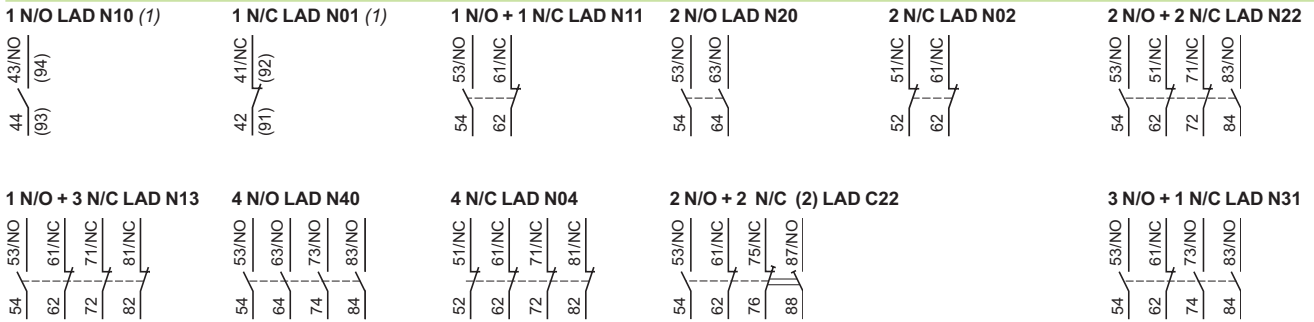 1 N/O LAD N10 (1)
43/NO
(94)
44
(93)
1 N/C LAD N01 (1)
41/NC
(92)
42
(91)
1 N/O + 1 N/C LAD N11
53/NO
61/NC
54
62
2 N/O LAD N20
53/NO
63/NO
54
64
2 N/C LAD N02
51/NC
61/NC
52
62
2 N/O + 2 N/C LAD N22
53/NO
51/NC
71/NC
83/NO
54
62
72
84
1 N/O + 3 N/C LAD N13
53/NO
61/NC
71/NC
81/NC
54
62
72
82
4 N/O LAD N40
53/NO
63/NO
73/NO
83/NO
54
64
74
84
4 N/C LAD N04
51/NC
61/NC
71/NC
81/NC
52
62
72
82
2 N/O + 2 N/C (2) LAD C22
53/NO
61/NC
75/NC
87/NO
54
62
76
88
3 N/O + 1 N/C LAD N31
53/NO
61/NC
73/NO
83/NO
54
62
74
84